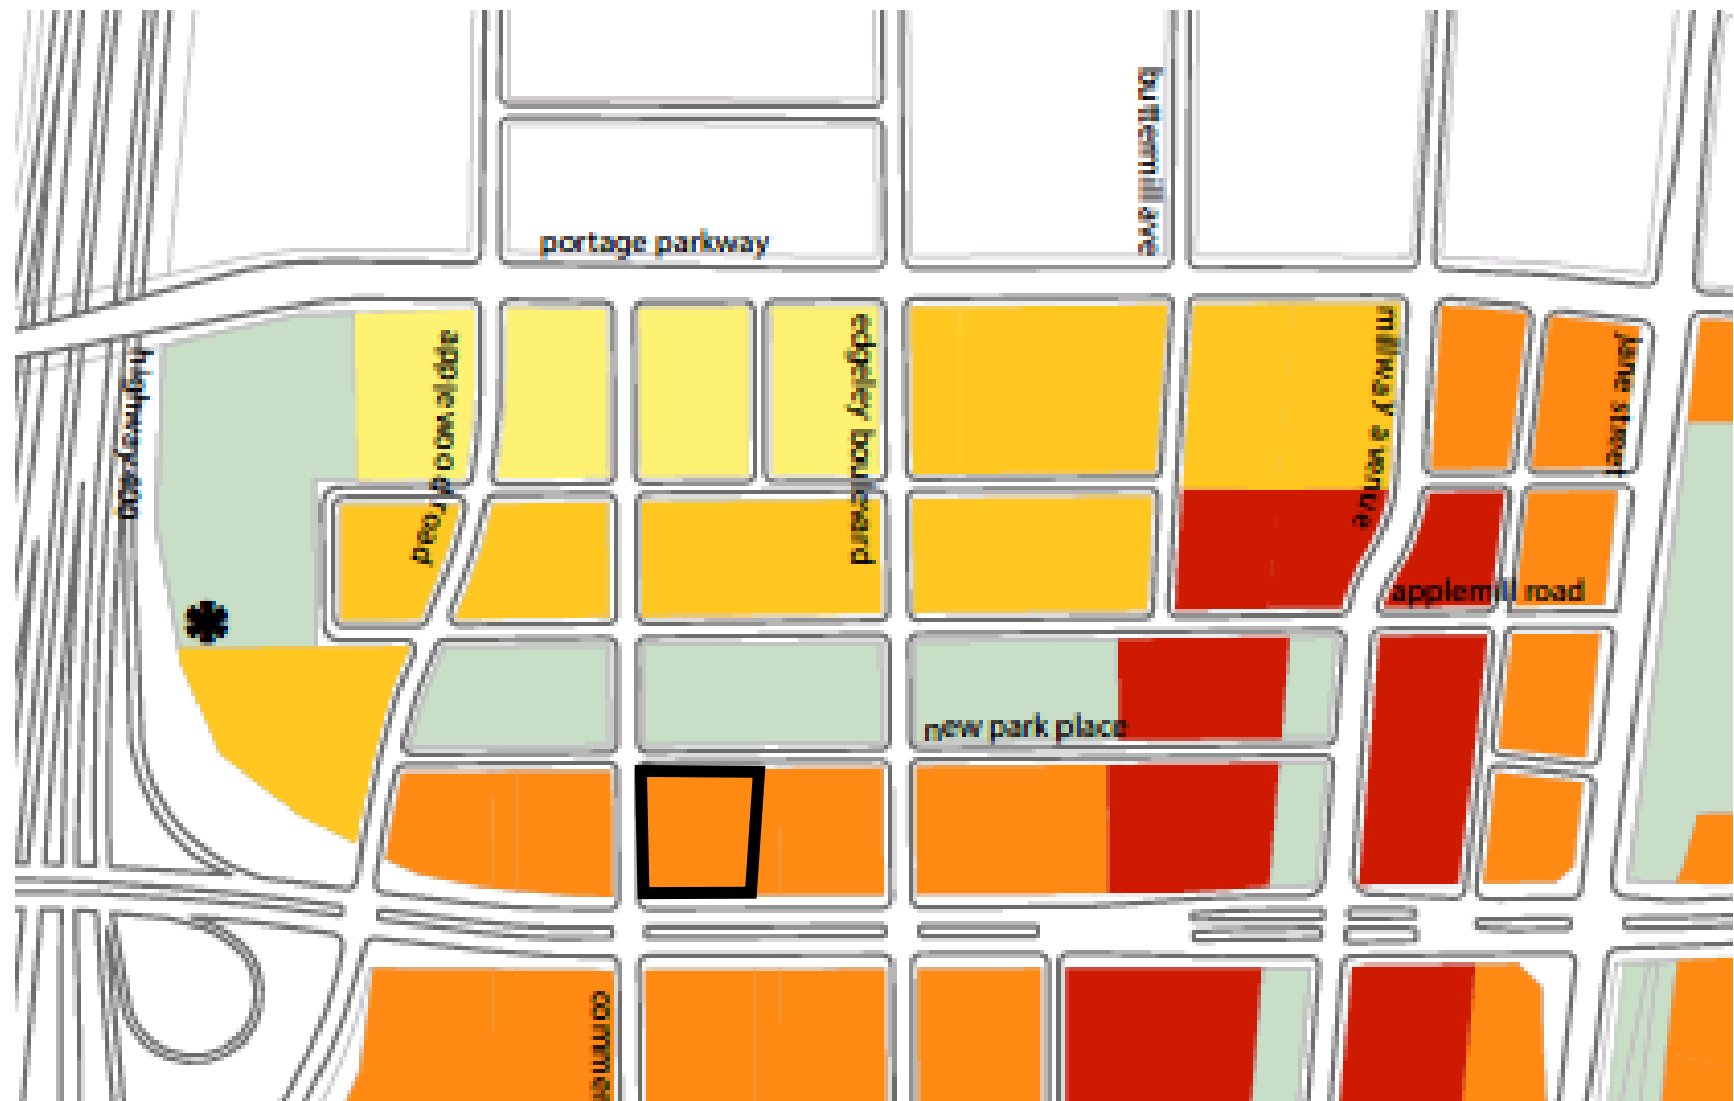 buttermill ave
portage parkway
highway 400
applewood road
edgeley boulevard
millway avenue
jane street
applemill road
new park place
commer